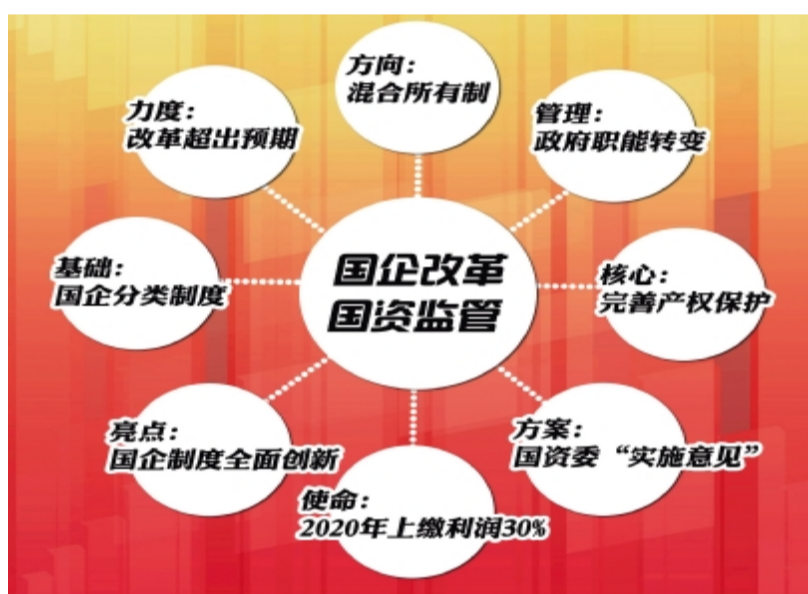 方向：
混合所有制
力度：
改革超出预期
管理：
政府职能转变
基础：
国企分类制度
国企改革
国资监管
核心：
完善产权保护
亮点：
国企制度全面创新
方案：
国资委“实施意见”
使命：
2020年上缴利润30%